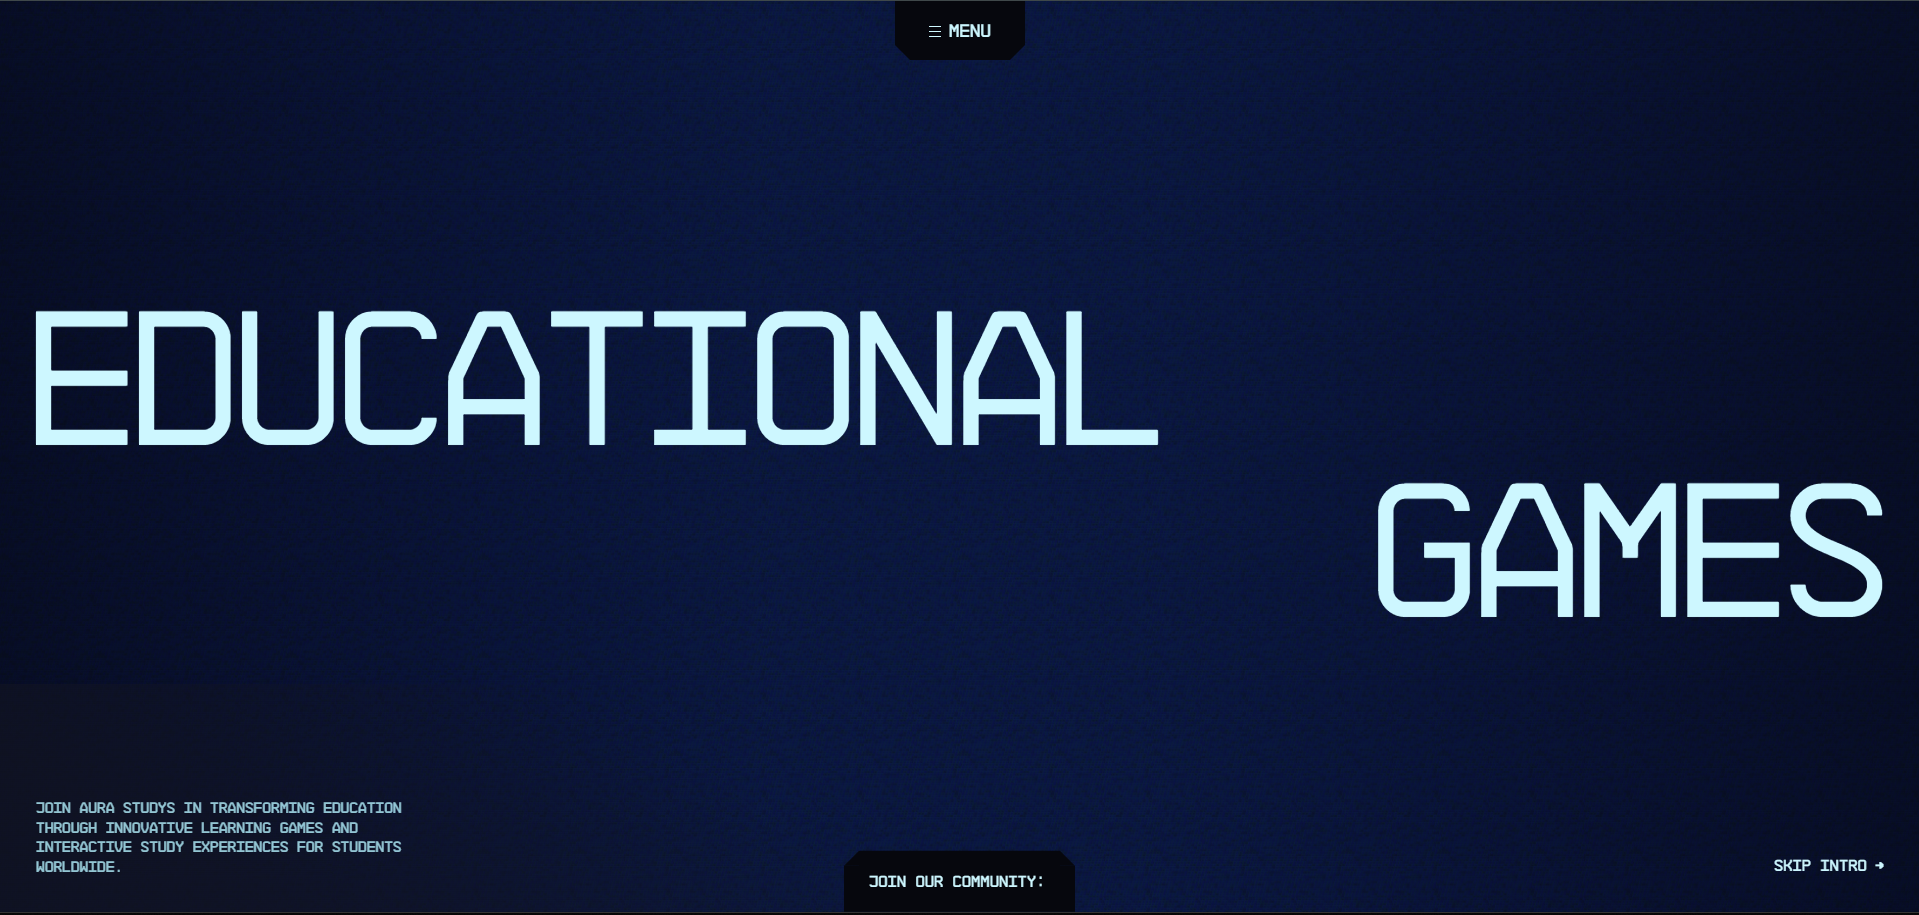 MENU
EDUCATIONAL
GAMES
JOIN AURA STUDYS IN TRANSFORMING EDUCATION
THROUGH INNOVATIVE LEARNING GAMES AND
INTERACTIVE STUDY EXPERIENCES FOR STUDENTS
WORLDWIDE.
JOIN OUR COMMUNITY:
SKIP INTRO →